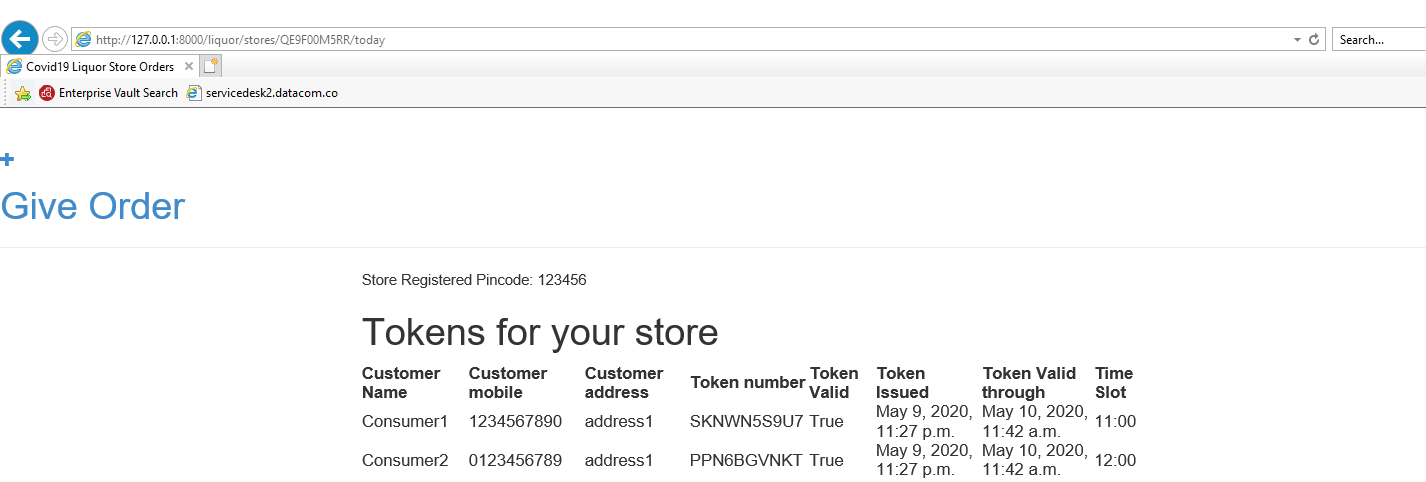 http://127.0.0.1:8000/liquor/stores/QE9F00M5RR/today
Search...
Covid19 Liquor Store Orders
Enterprise Vault Search servicedesk2.datacom.co
Give Order
Store Registered Pincode: 123456
Tokens for your store
Customer Name Customer mobile Customer address Token number Token Valid Token Issued Token Valid through Time Slot
Consumer1 1234567890 address1 SKNWN5S9U7 True May 9, 2020, 11:27 p.m. May 10, 2020, 11:42 a.m. 11:00
Consumer2 0123456789 address1 PPN6BGVNKT True May 9, 2020, 11:27 p.m. May 10, 2020, 11:42 a.m. 12:00